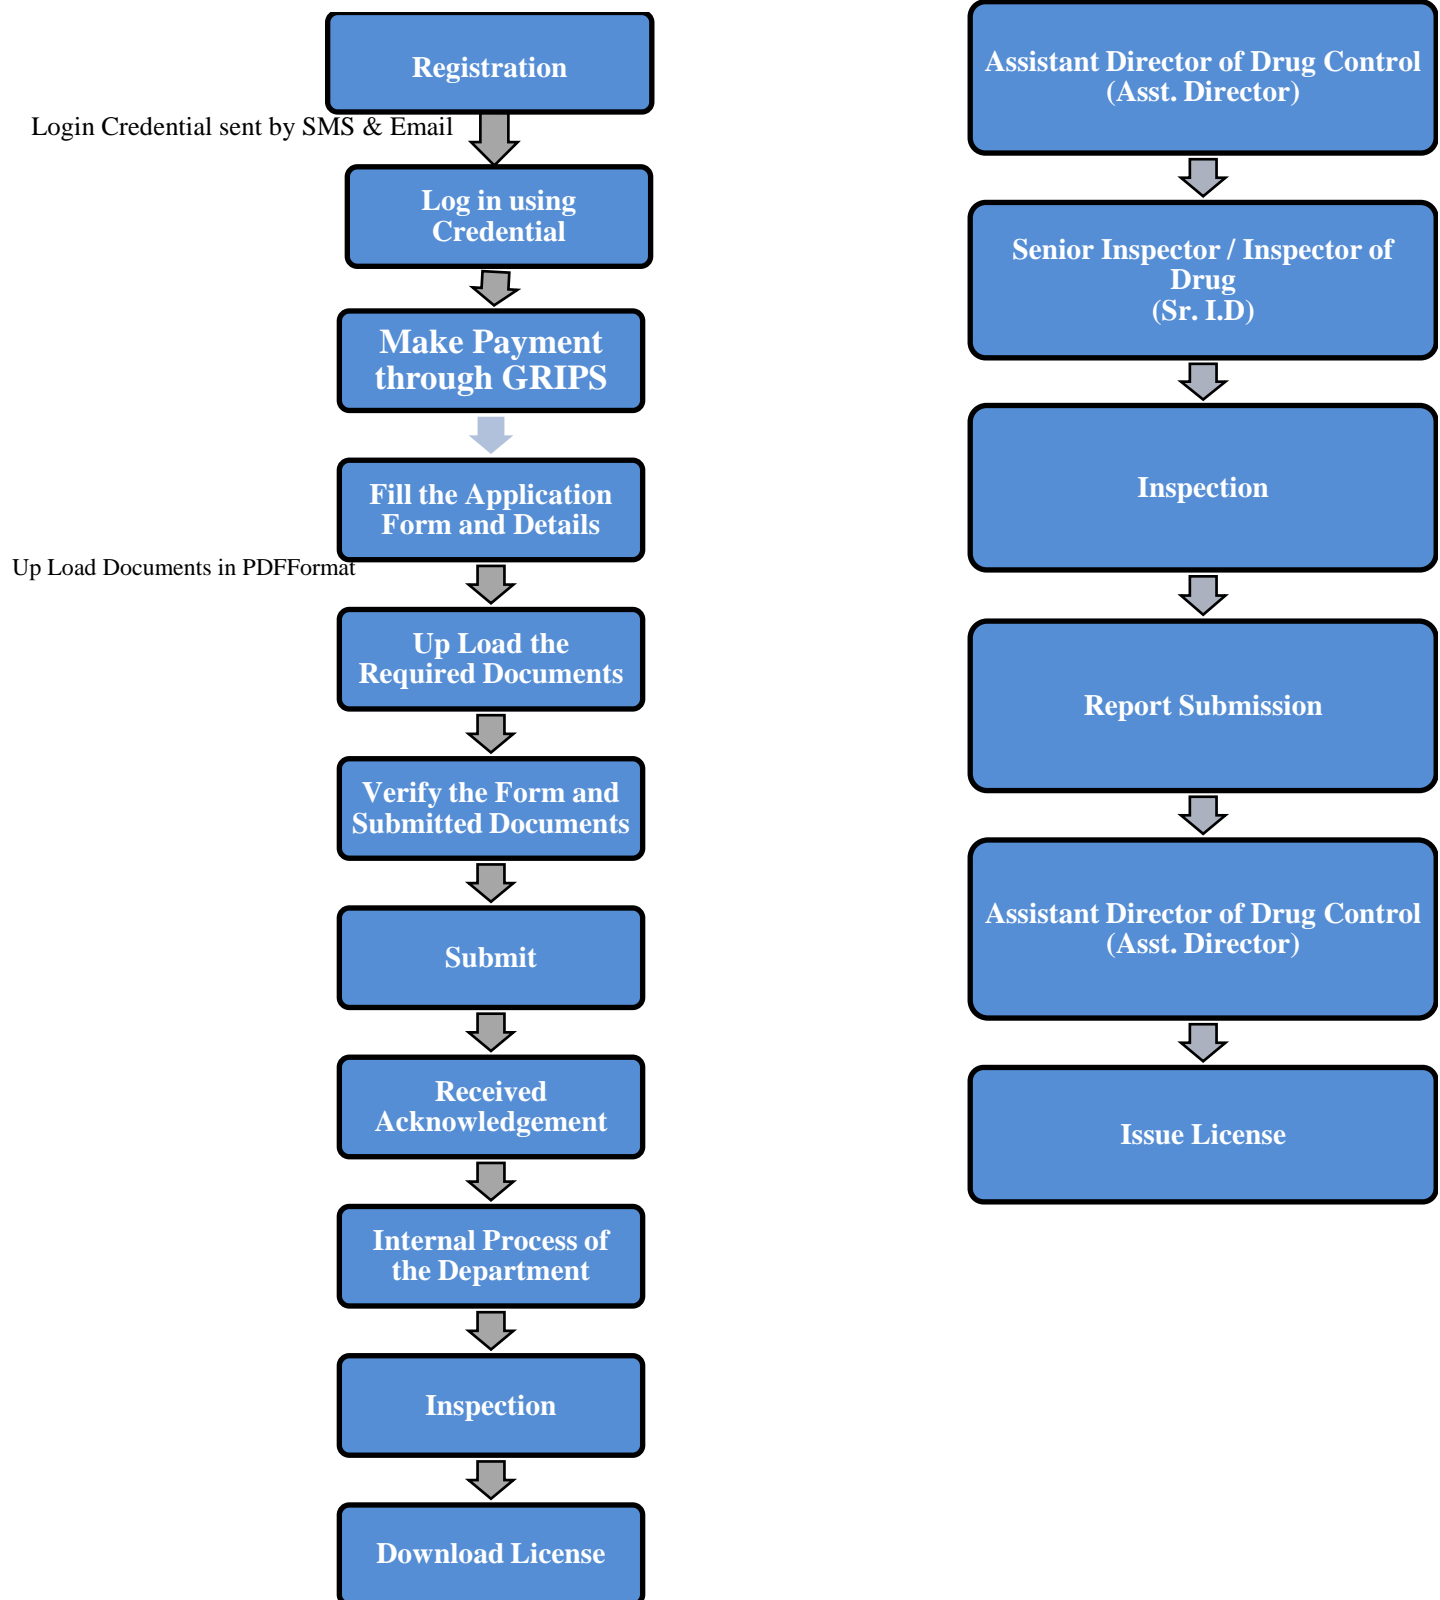 Registration
Login Credential sent by SMS & Email
Log in using
Credential
Make Payment
through GRIPS
Fill the Application
Form and Details
Up Load Documents in PDFFormat
Up Load the
Required Documents
Verify the Form and
Submitted Documents
Submit
Received
Acknowledgement
Internal Process of
the Department
Inspection
Download License
Assistant Director of Drug Control
(Asst. Director)
Senior Inspector / Inspector of
Drug
(Sr. I.D)
Inspection
Report Submission
Assistant Director of Drug Control
(Asst. Director)
Issue License